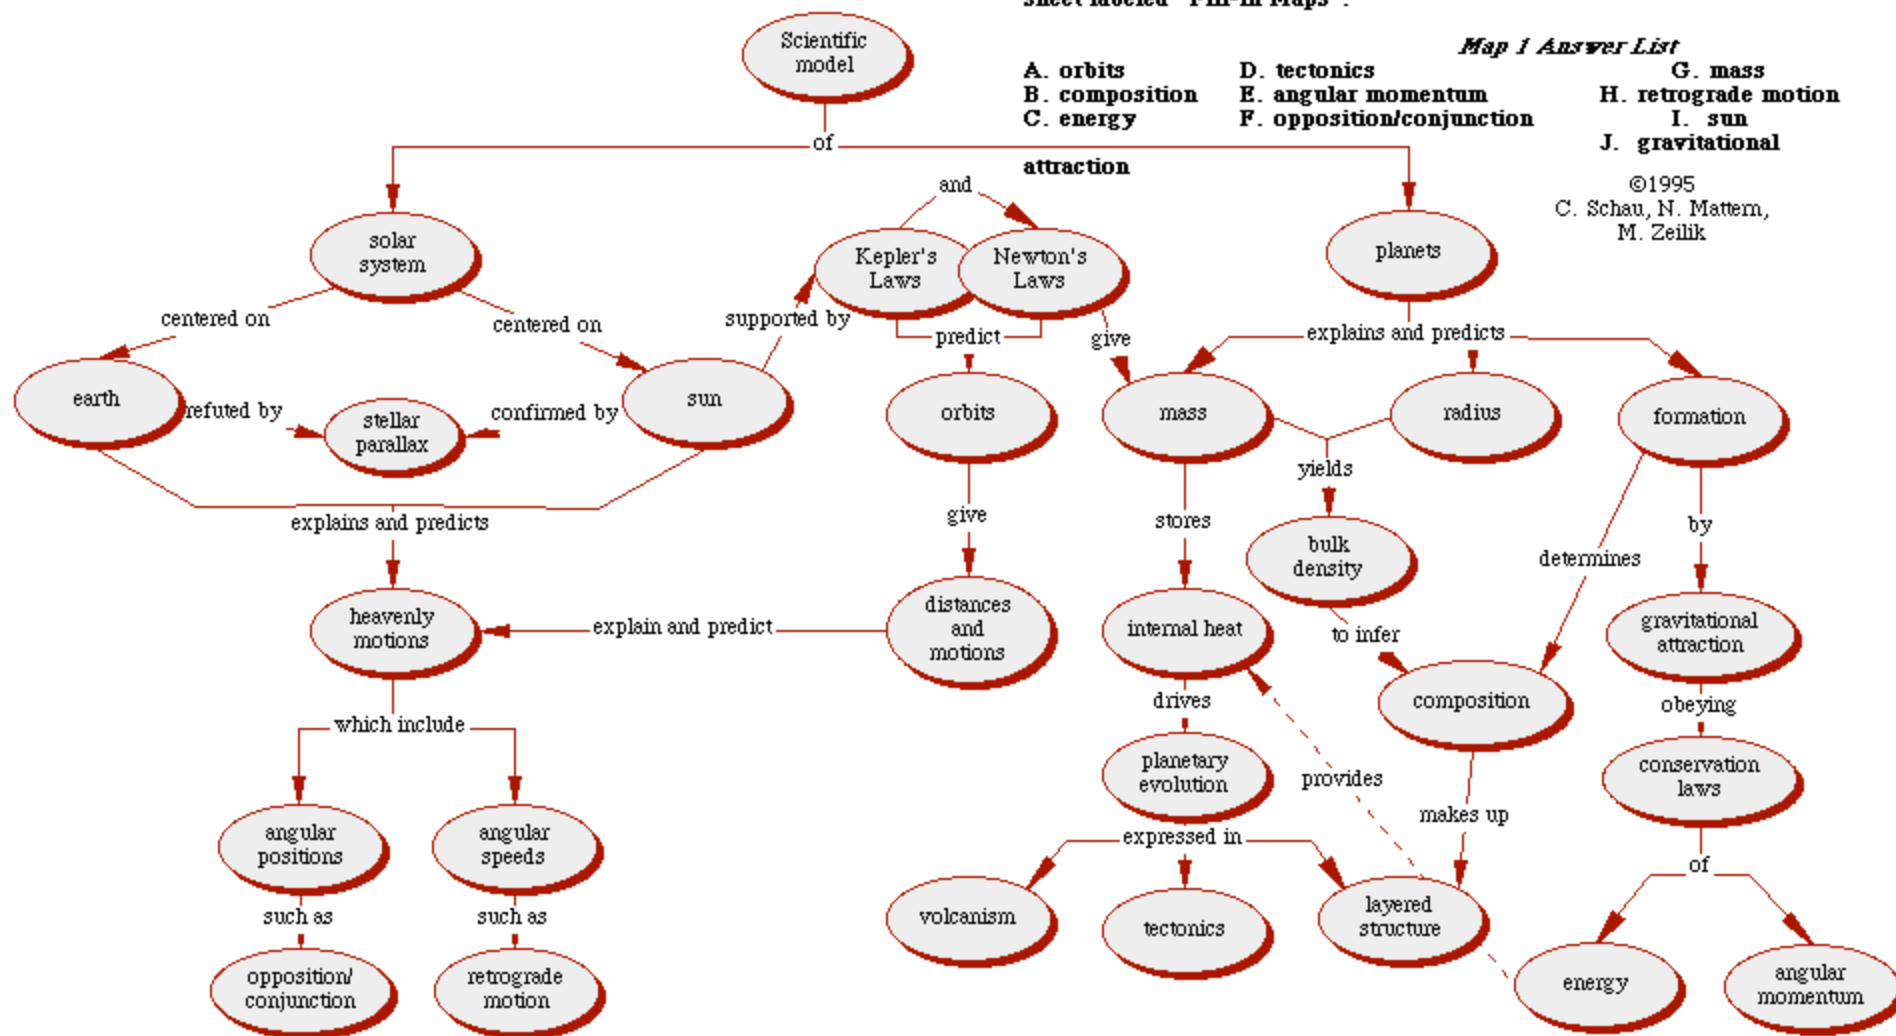 sheet labeled "Fill-in Maps".
Map 1 Answer List
A. orbits D. tectonics G. mass
B. composition E. angular momentum H. retrograde motion
C. energy F. opposition/conjunction I. sun
J. gravitational
attraction
©1995
C. Schau, N. Mattern,
M. Zeilik
Scientific
model
of
solar
system
and
Kepler's
Laws
Newton's
Laws
planets
centered on
centered on
supported by
predict
give
explains and predicts
earth
refuted by
stellar
parallax
confirmed by
sun
orbits
mass
radius
formation
yields
explains and predicts
give
stores
bulk
density
by
determines
heavenly
motions
explain and predict
distances
and
motions
internal heat
to infer
gravitational
attraction
composition
drives
obeying
which include
planetary
evolution
provides
conservation
laws
makes up
angular
positions
angular
speeds
expressed in
of
such as
such as
volcanism
tectonics
layered
structure
opposition/
conjunction
retrograde
motion
energy
angular
momentum